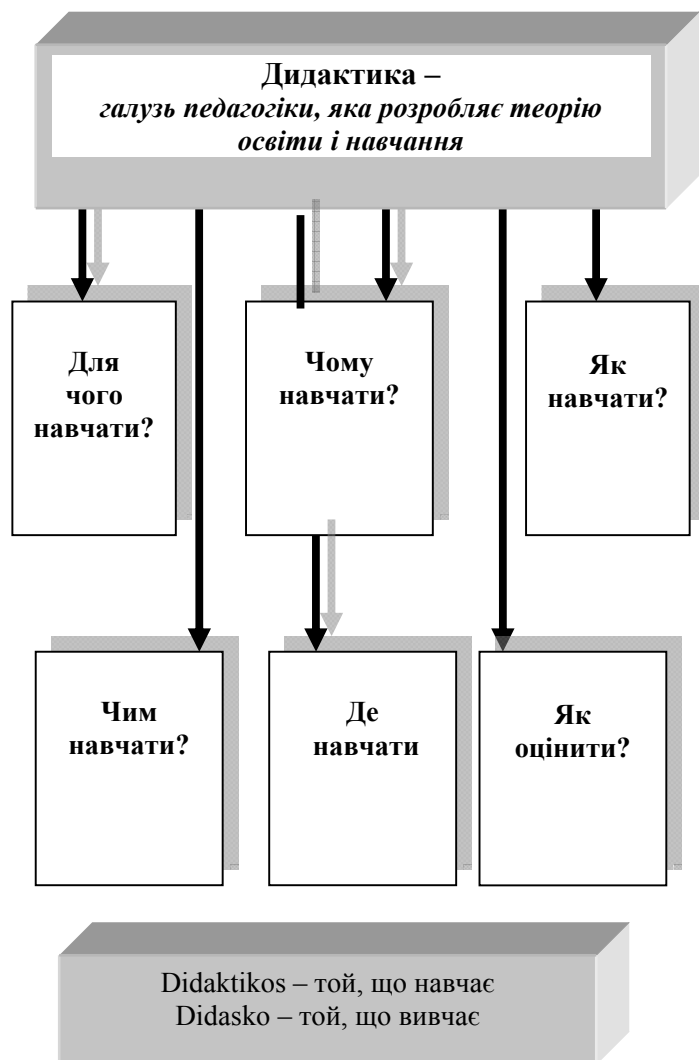 Дидактика –
галузь педагогіки, яка розробляє теорію
освіти і навчання
Для
чого
навчати?
Чому
навчати?
Як
навчати?
Чим
навчати?
Де
навчати
Як
оцінити?
Didaktikos – той, що навчає
Didasko – той, що вивчає